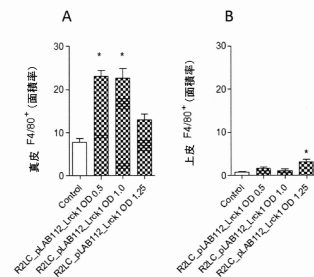 A
真皮 F4/80⁺ (面積率)
30
20
10
0
*
*
Control
R2LC_pLAB112_Lrck1 OD 0.5
R2LC_pLAB112_Lrck1 OD 1.0
R2LC_pLAB112_Lrck1 OD 1.25
B
上皮 F4/80⁺ (面積率)
30
20
10
0
*
Control
R2LC_pLAB112_Lrck1 OD 0.5
R2LC_pLAB112_Lrck1 OD 1.0
R2LC_pLAB112_Lrck1 OD 1.25